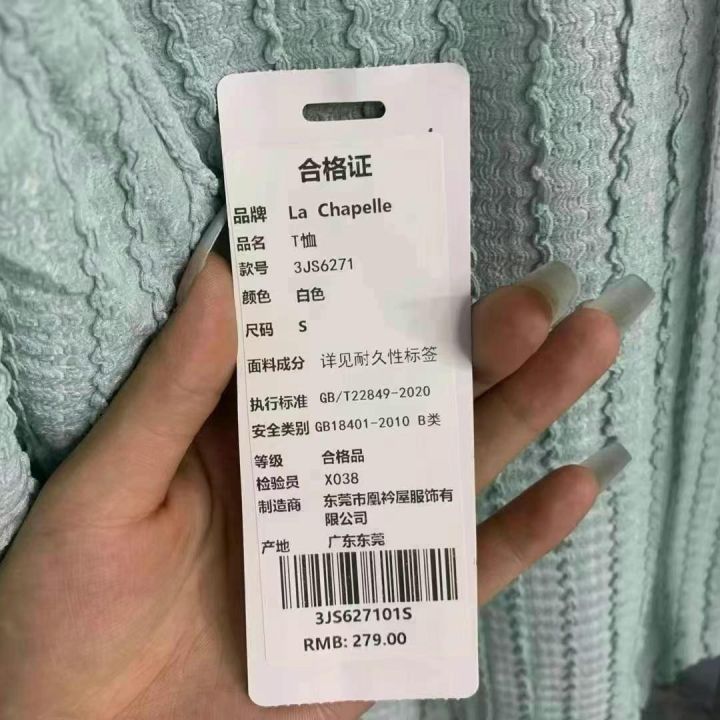 合格证
品牌 La Chapelle
品名 T恤
款号 3JS6271
颜色 白色
尺码 S
面料成分 详见耐久性标签
执行标准 GB/T22849-2020
安全类别 GB18401-2010 B类
等级 合格品
检验员 X038
制造商 东莞市凰衿屋服饰有
限公司
产地 广东东莞
3JS627101S
RMB: 279.00